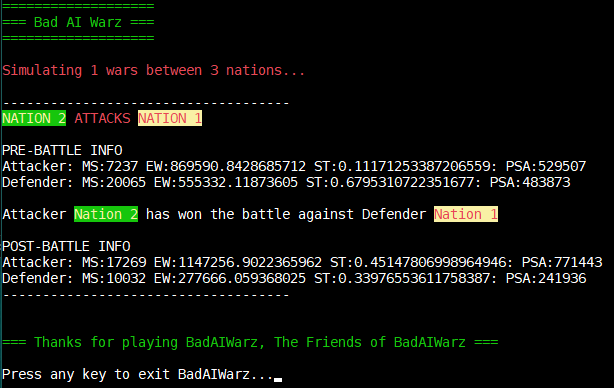 ===================
=== Bad AI Warz ===
===================
Simulating 1 wars between 3 nations...
------------------------------------
NATION 2 ATTACKS NATION 1
PRE-BATTLE INFO
Attacker: MS:7237 EW:869590.8428685712 ST:0.11171253387206559: PSA:529507
Defender: MS:20065 EW:555332.11873605 ST:0.6795310722351677: PSA:483873
Attacker Nation 2 has won the battle against Defender Nation 1
POST-BATTLE INFO
Attacker: MS:17269 EW:1147256.9022365962 ST:0.45147806998964946: PSA:771443
Defender: MS:10032 EW:277666.059368025 ST:0.33976553611758387: PSA:241936
------------------------------------
=== Thanks for playing BadAIWarz, The Friends of BadAIWarz ===
Press any key to exit BadAIWarz...